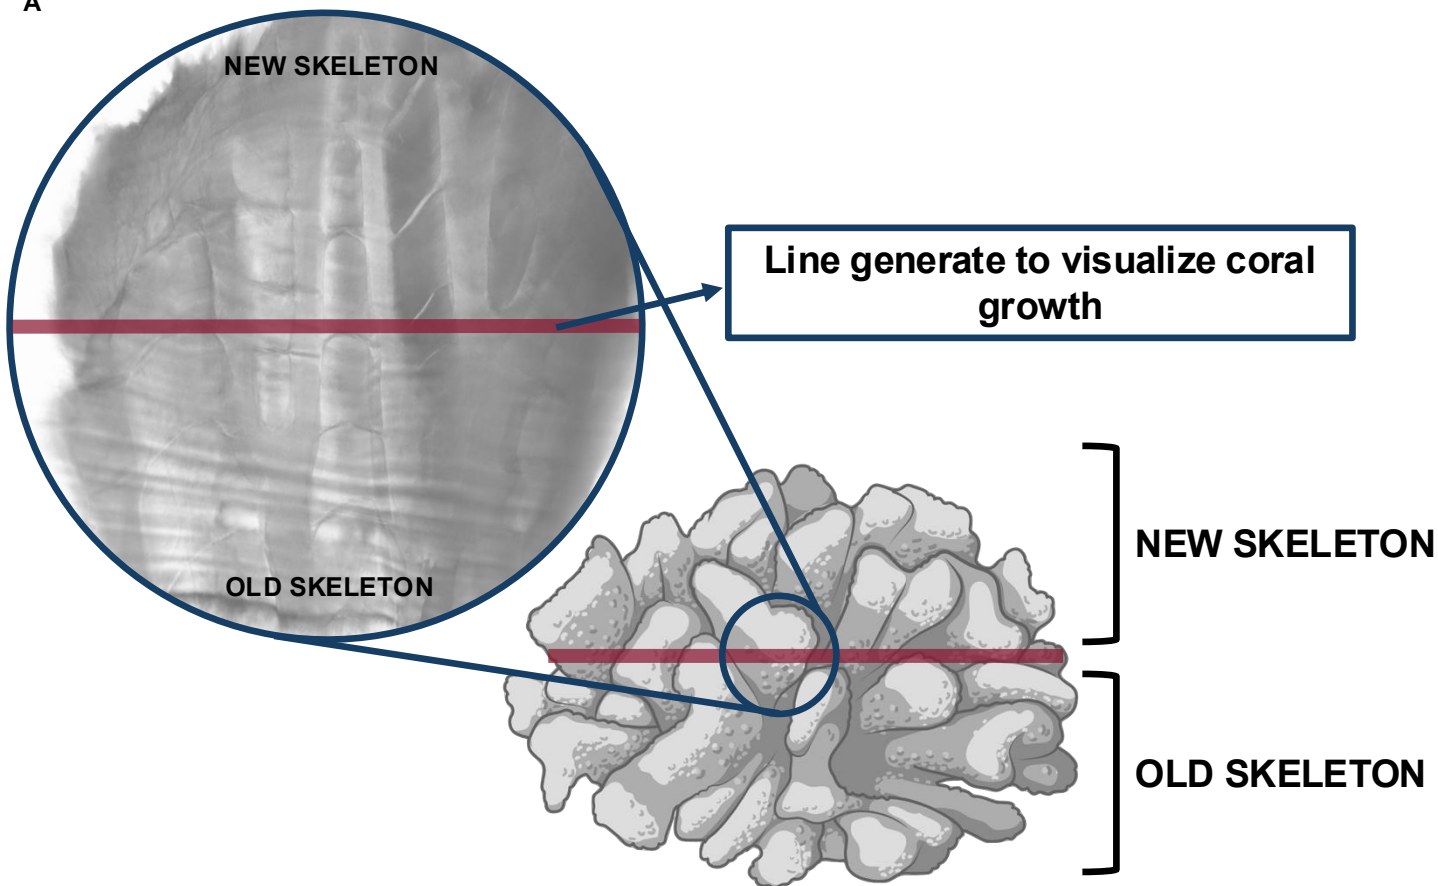 A
NEW SKELETON
Line generate to visualize coral
growth
OLD SKELETON
NEW SKELETON
OLD SKELETON